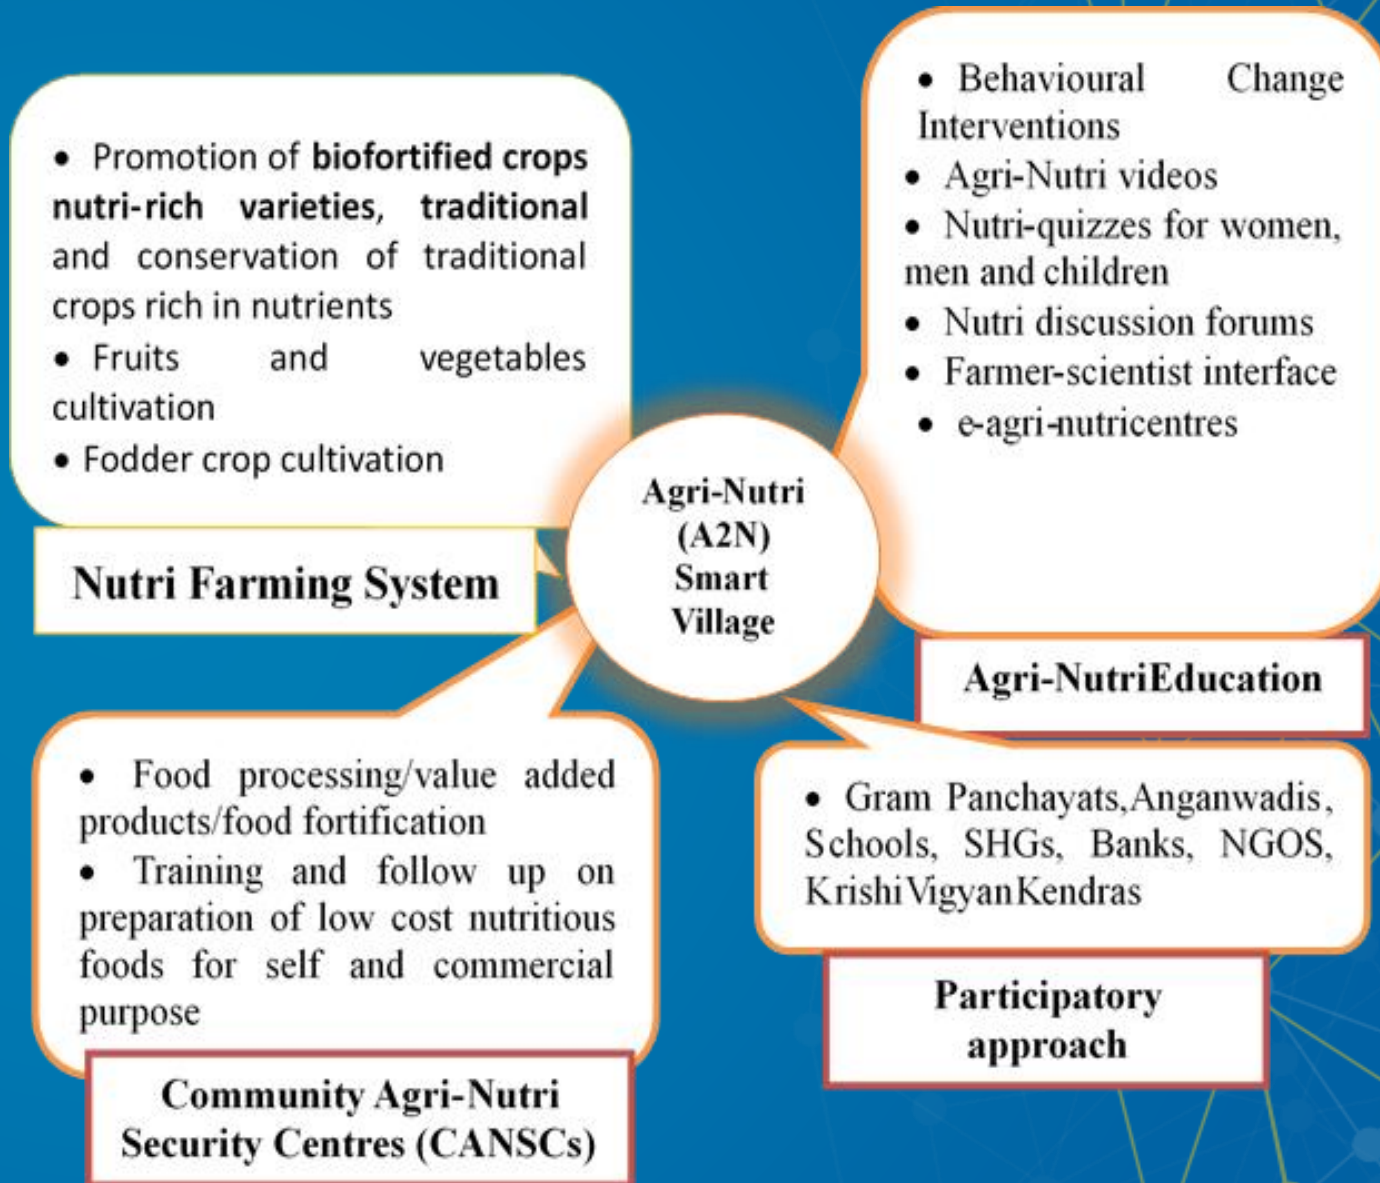 • Promotion of biofortified crops
nutri-rich varieties, traditional
and conservation of traditional
crops rich in nutrients
• Fruits and vegetables
cultivation
• Fodder crop cultivation
Nutri Farming System
• Behavioural Change
Interventions
• Agri-Nutri videos
• Nutri-quizzes for women,
men and children
• Nutri discussion forums
• Farmer-scientist interface
• e-agri-nutricentres
Agri-NutriEducation
Agri-Nutri
(A2N)
Smart
Village
• Food processing/value added
products/food fortification
• Training and follow up on
preparation of low cost nutritious
foods for self and commercial
purpose
Community Agri-Nutri
Security Centres (CANSCs)
• Gram Panchayats,Anganwadis,
Schools, SHGs, Banks, NGOS,
KrishiVigyanKendras
Participatory
approach